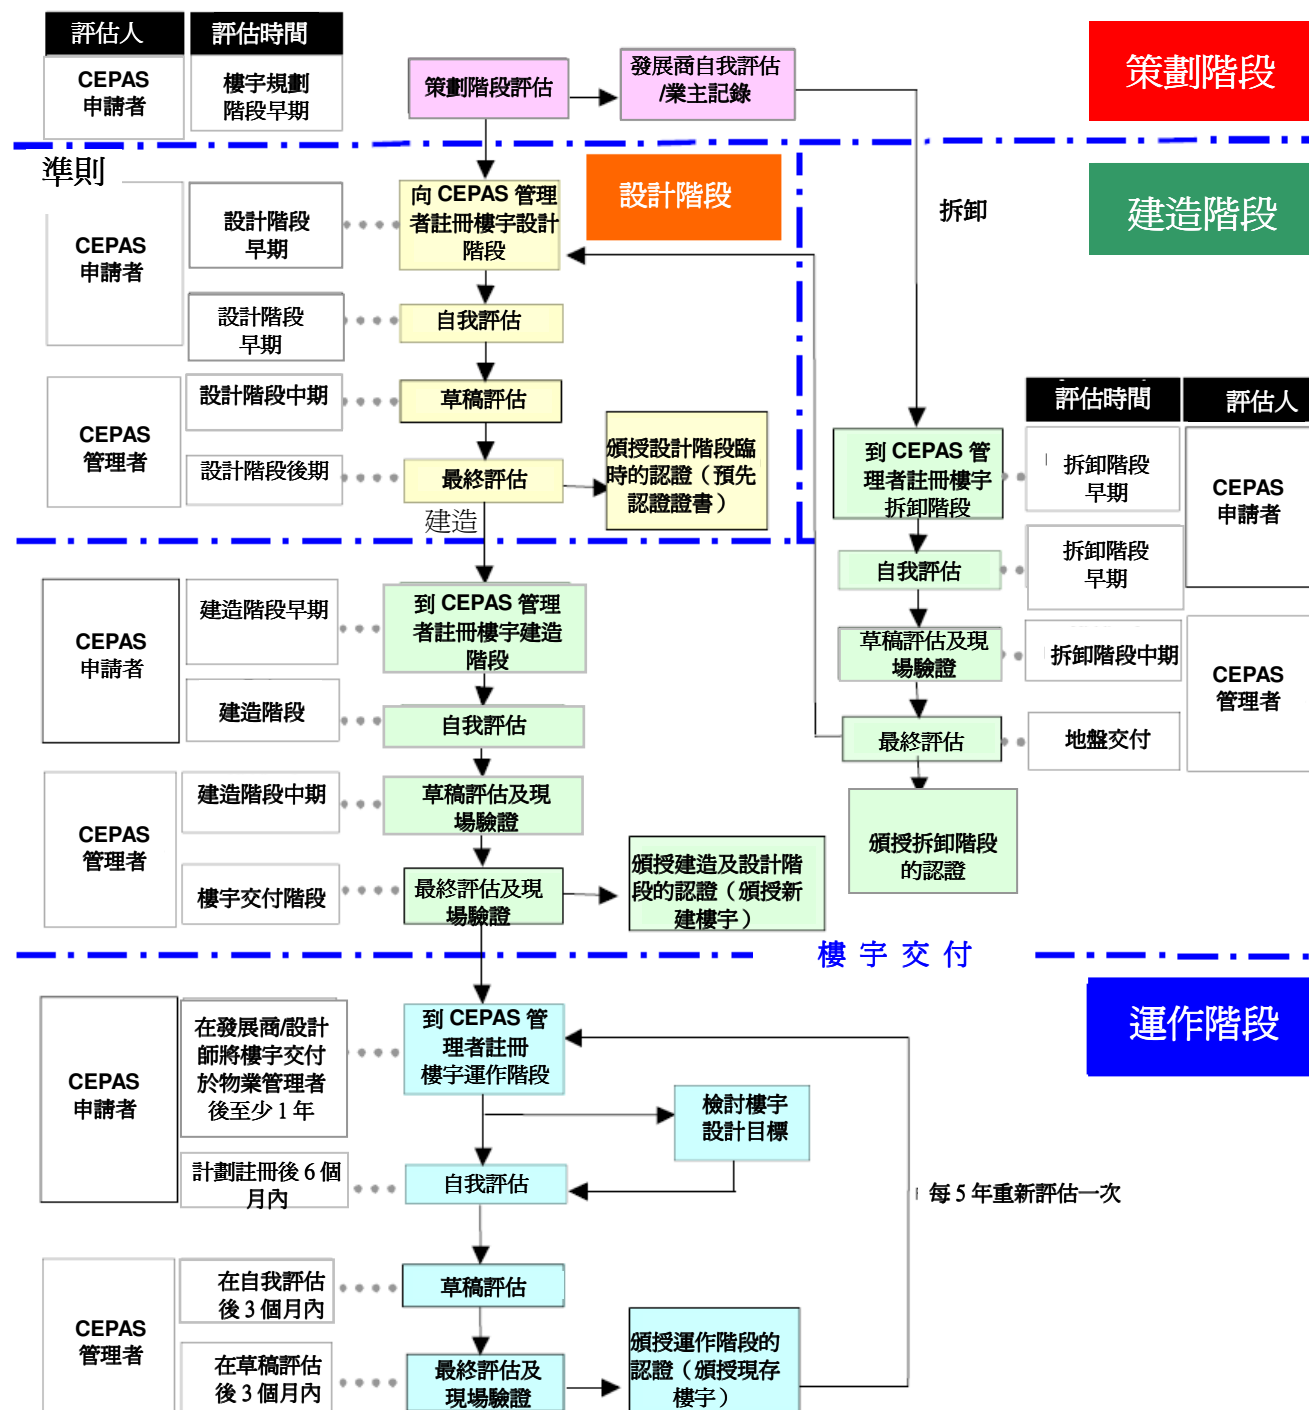 評估人
評估時間
CEPAS
申請者
樓宇規劃
階段早期
策劃階段評估
發展商自我評估
/業主記錄
策劃階段
準則
CEPAS
申請者
設計階段
早期
向 CEPAS 管理
者註冊樓宇設計
階段
設計階段
拆卸
建造階段
設計階段
早期
自我評估
CEPAS
管理者
設計階段中期
草稿評估
設計階段後期
最終評估
頒授設計階段臨
時的認證（預先
認證證書）
建造
評估時間
評估人
到 CEPAS 管
理者註冊樓宇
拆卸階段
拆卸階段
早期
CEPAS
申請者
自我評估
拆卸階段
早期
草稿評估及現
場驗證
拆卸階段中期
CEPAS
管理者
最終評估
地盤交付
頒授拆卸階段
的認證
CEPAS
申請者
建造階段早期
到 CEPAS 管理
者註冊樓宇建造
階段
建造階段
自我評估
CEPAS
管理者
建造階段中期
草稿評估及現
場驗證
樓宇交付階段
最終評估及現
場驗證
頒授建造及設計階
段的認證（頒授新
建樓宇）
樓 宇 交 付
運作階段
CEPAS
申請者
在發展商/設計
師將樓宇交付
於物業管理者
後至少 1 年
到 CEPAS 管
理者註冊
樓宇運作階段
檢討樓宇
設計目標
計劃註冊後 6 個
月內
自我評估
每 5 年重新評估一次
CEPAS
管理者
在自我評估
後 3 個月內
草稿評估
在草稿評估
後 3 個月內
最終評估及
現場驗證
頒授運作階段的
認證（頒授現存
樓宇）